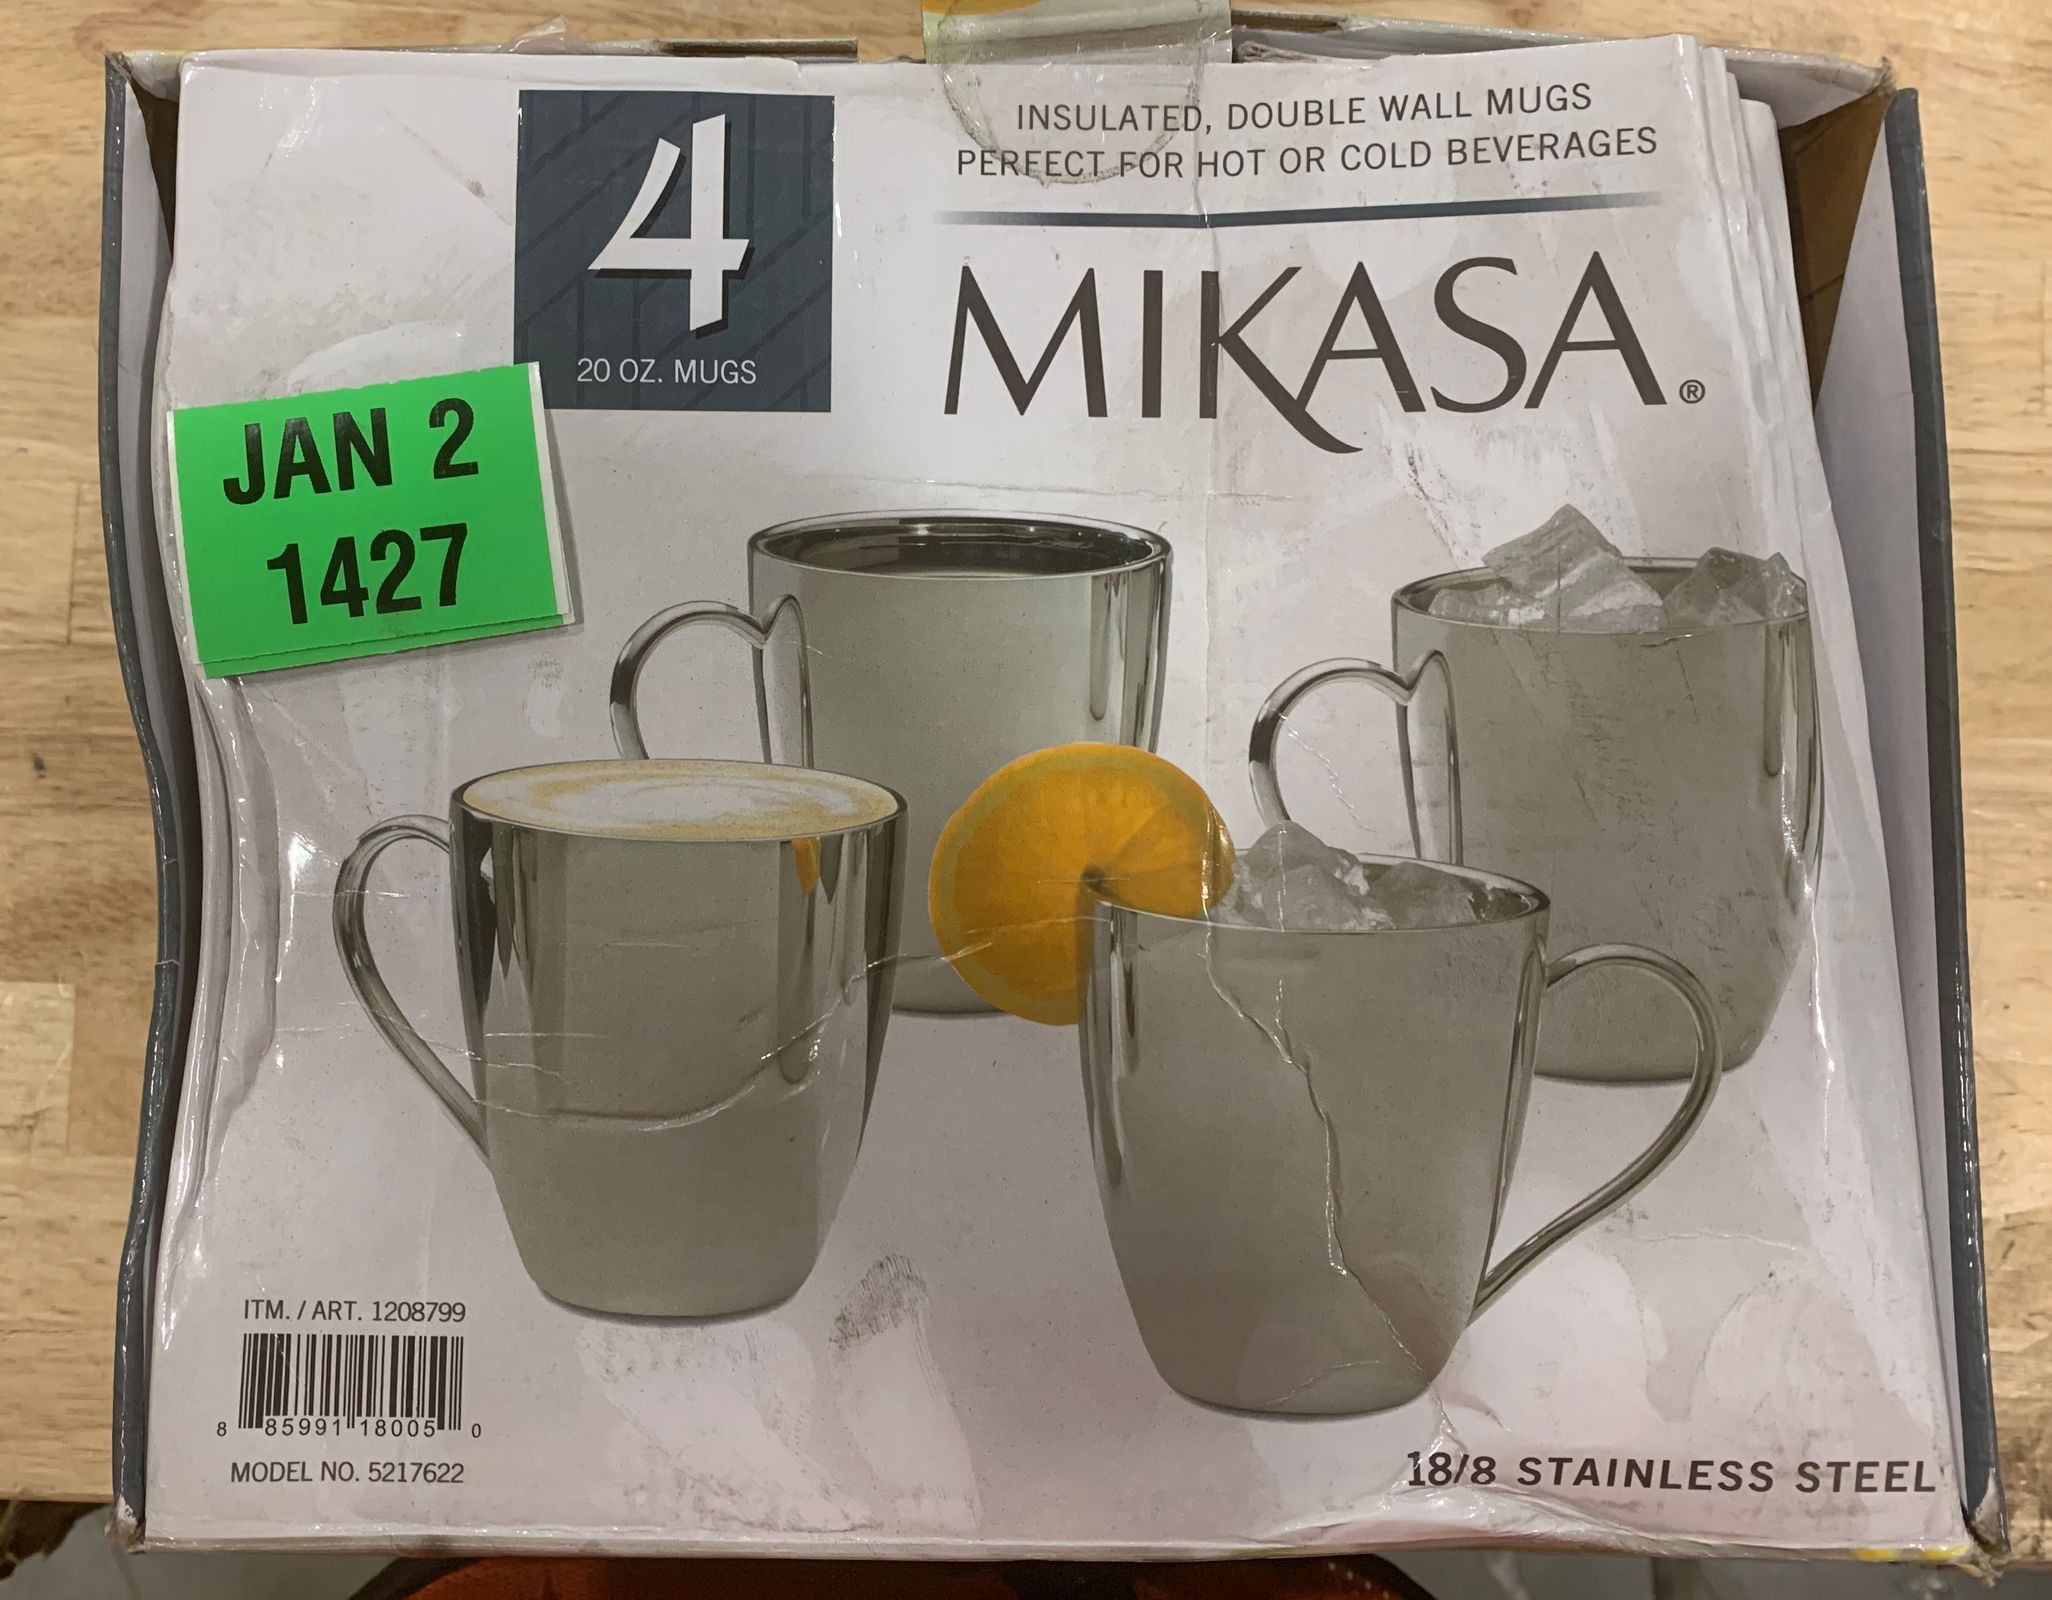 INSULATED, DOUBLE WALL MUGS
PERFECT FOR HOT OR COLD BEVERAGES
4
20 OZ. MUGS
MIKASA®
JAN 2
1427
ITM. / ART. 1208799
8 85991 18005 0
MODEL NO. 5217622
18/8 STAINLESS STEEL